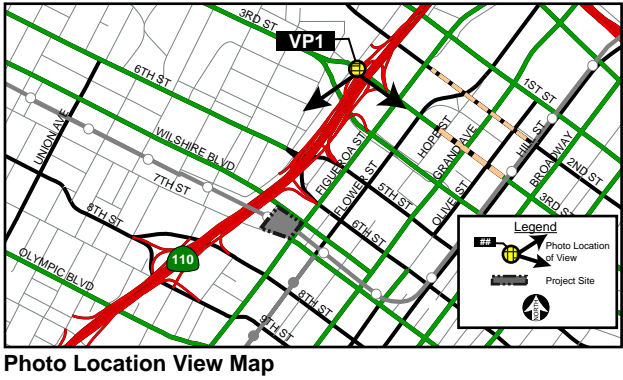 3RD ST
VP1
6TH ST
1ST ST
UNION AVE
WILSHIRE BLVD
7TH ST
HOPE ST
GRAND AVE
HILL ST
BROADWAY
2ND ST
FIGUEROA ST
FLOWER ST
5TH ST
OLIVE ST
3RD ST
8TH ST
6TH ST
110
OLYMPIC BLVD
8TH ST
9TH ST
Legend
##
Photo Location
of View
Project Site
NORTH
Photo Location View Map